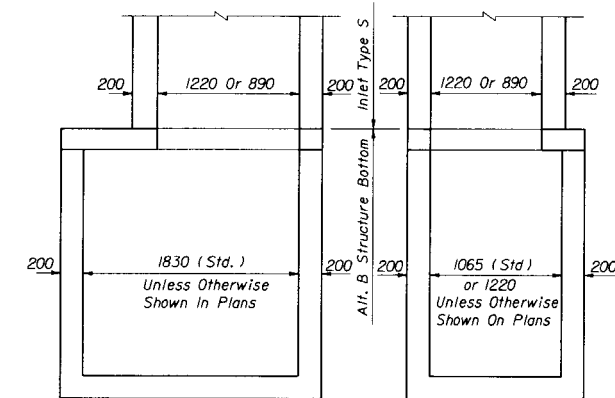 200
1220 Or 890
200
Inlet Type S
200
1220 Or 890
200
Alt. B Structure Bottom
200
1830 (Std.)
Unless Otherwise
Shown In Plans
200
200
1065 (Std)
or 1220
Unless Otherwise
Shown On Plans
200